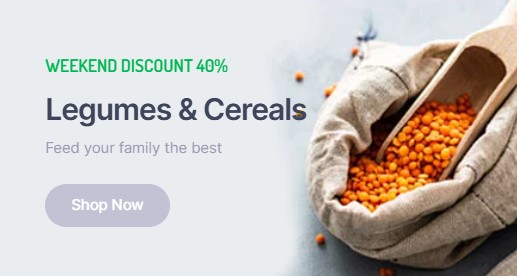 WEEKEND DISCOUNT 40%
Legumes & Cereals
Feed your family the best
Shop Now